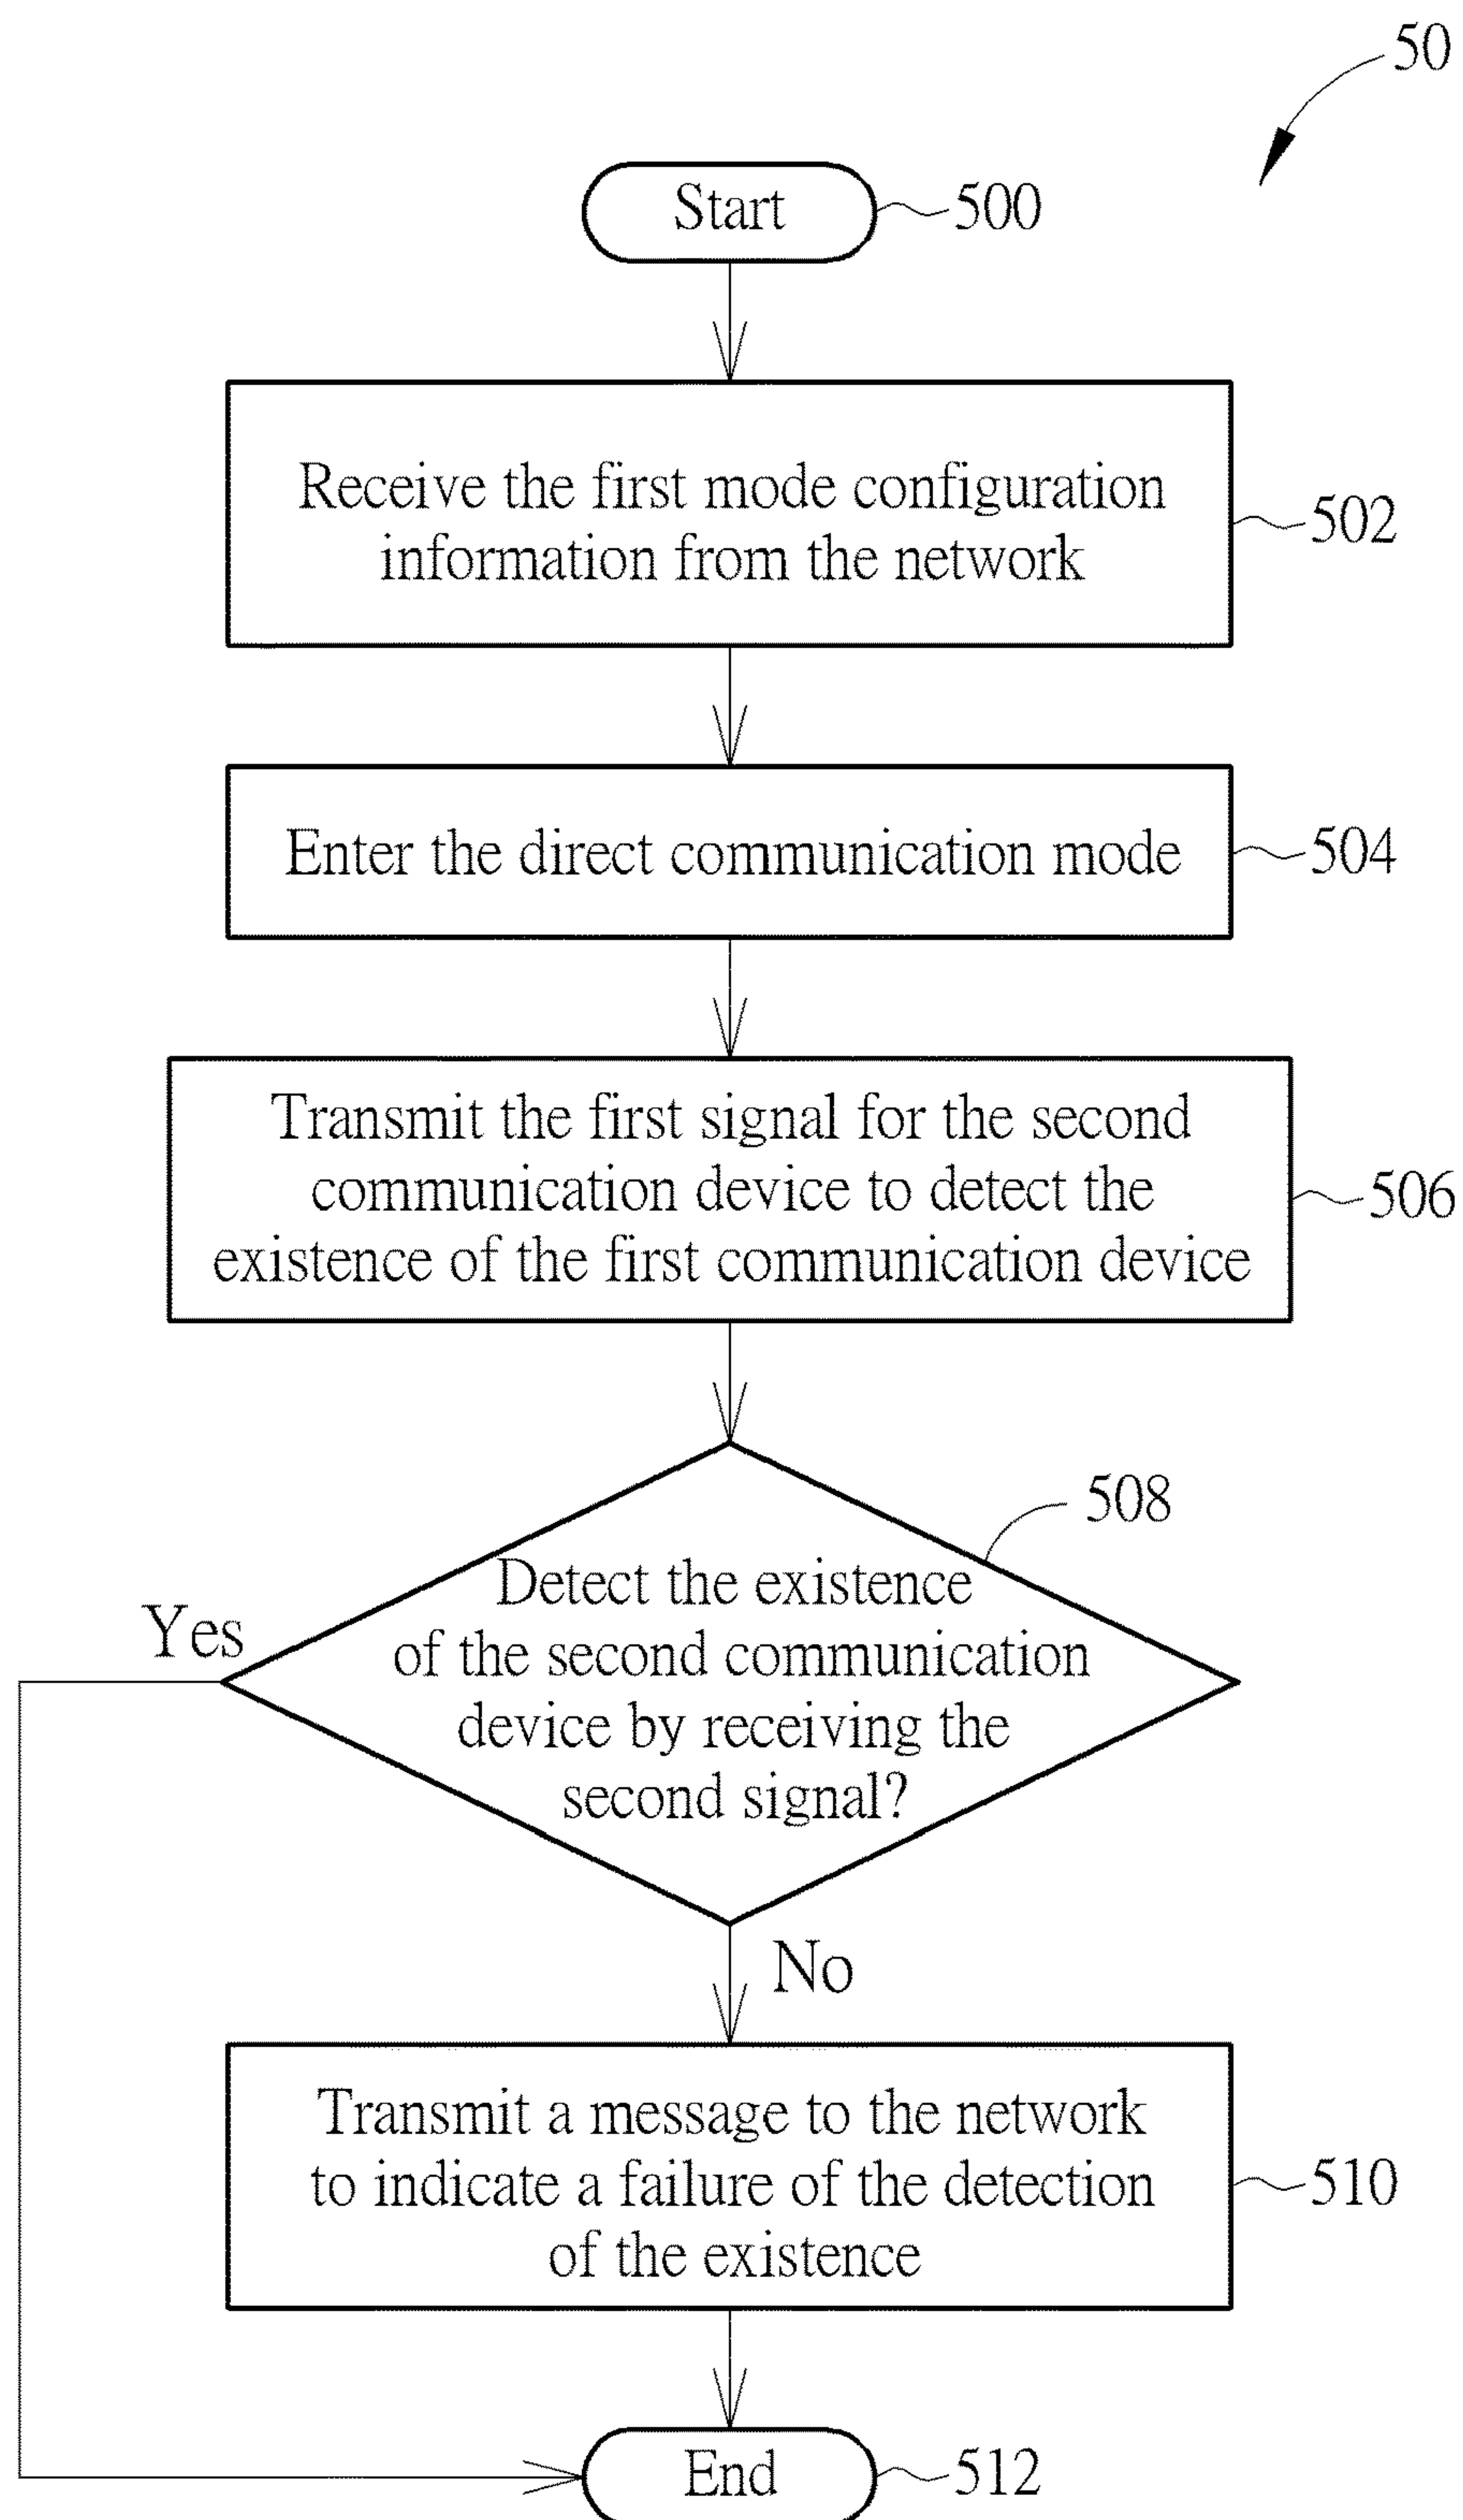 50
Start
500
Receive the first mode configuration
information from the network
502
Enter the direct communication mode
504
Transmit the first signal for the second
communication device to detect the
existence of the first communication device
506
508
Detect the existence
of the second communication
device by receiving the
second signal?
Yes
No
Transmit a message to the network
to indicate a failure of the detection
of the existence
510
End
512